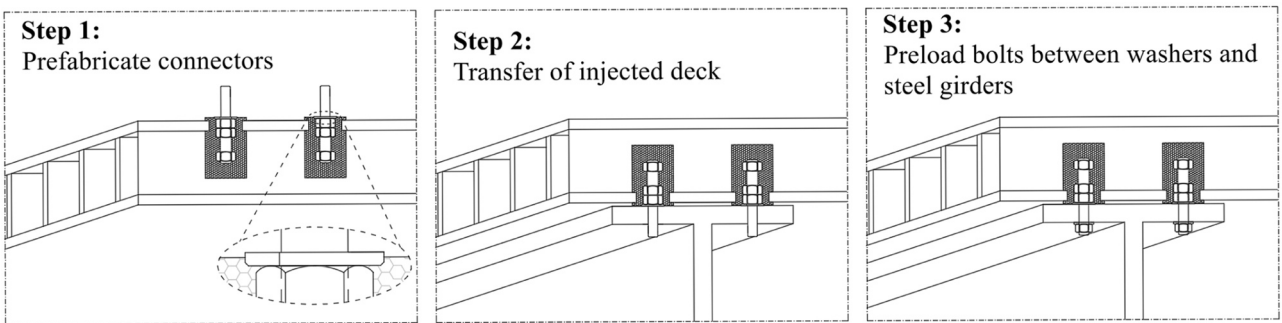 Step 1:
Prefabricate connectors
Step 2:
Transfer of injected deck
Step 3:
Preload bolts between washers and
steel girders